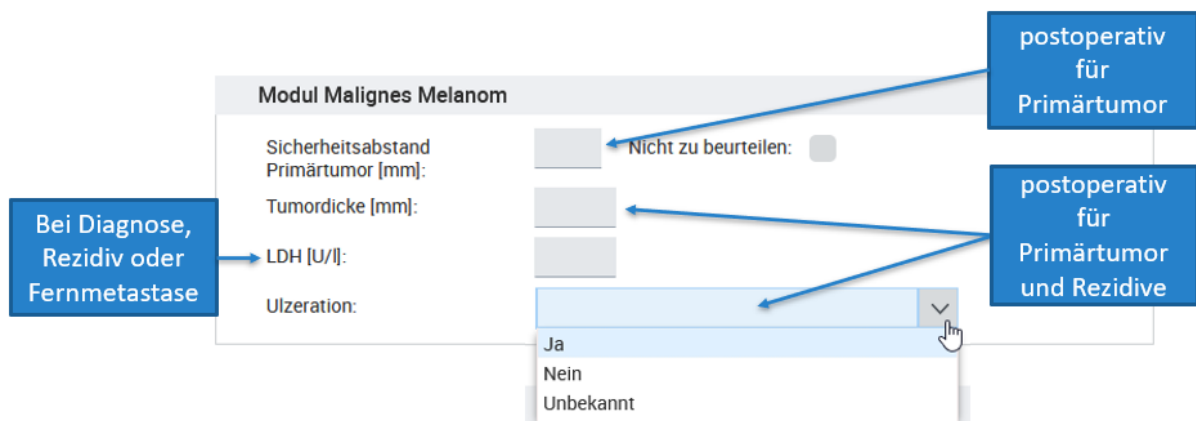 postoperativ
für
Primärtumor
Modul Malignes Melanom
Sicherheitsabstand
Primärtumor [mm]:
Nicht zu beurteilen:
Tumordicke [mm]:
postoperativ
für
Primärtumor
und Rezidive
Bei Diagnose,
Rezidiv oder
Fernmetastase
LDH [U/l]:
Ulzeration:
Ja
Nein
Unbekannt